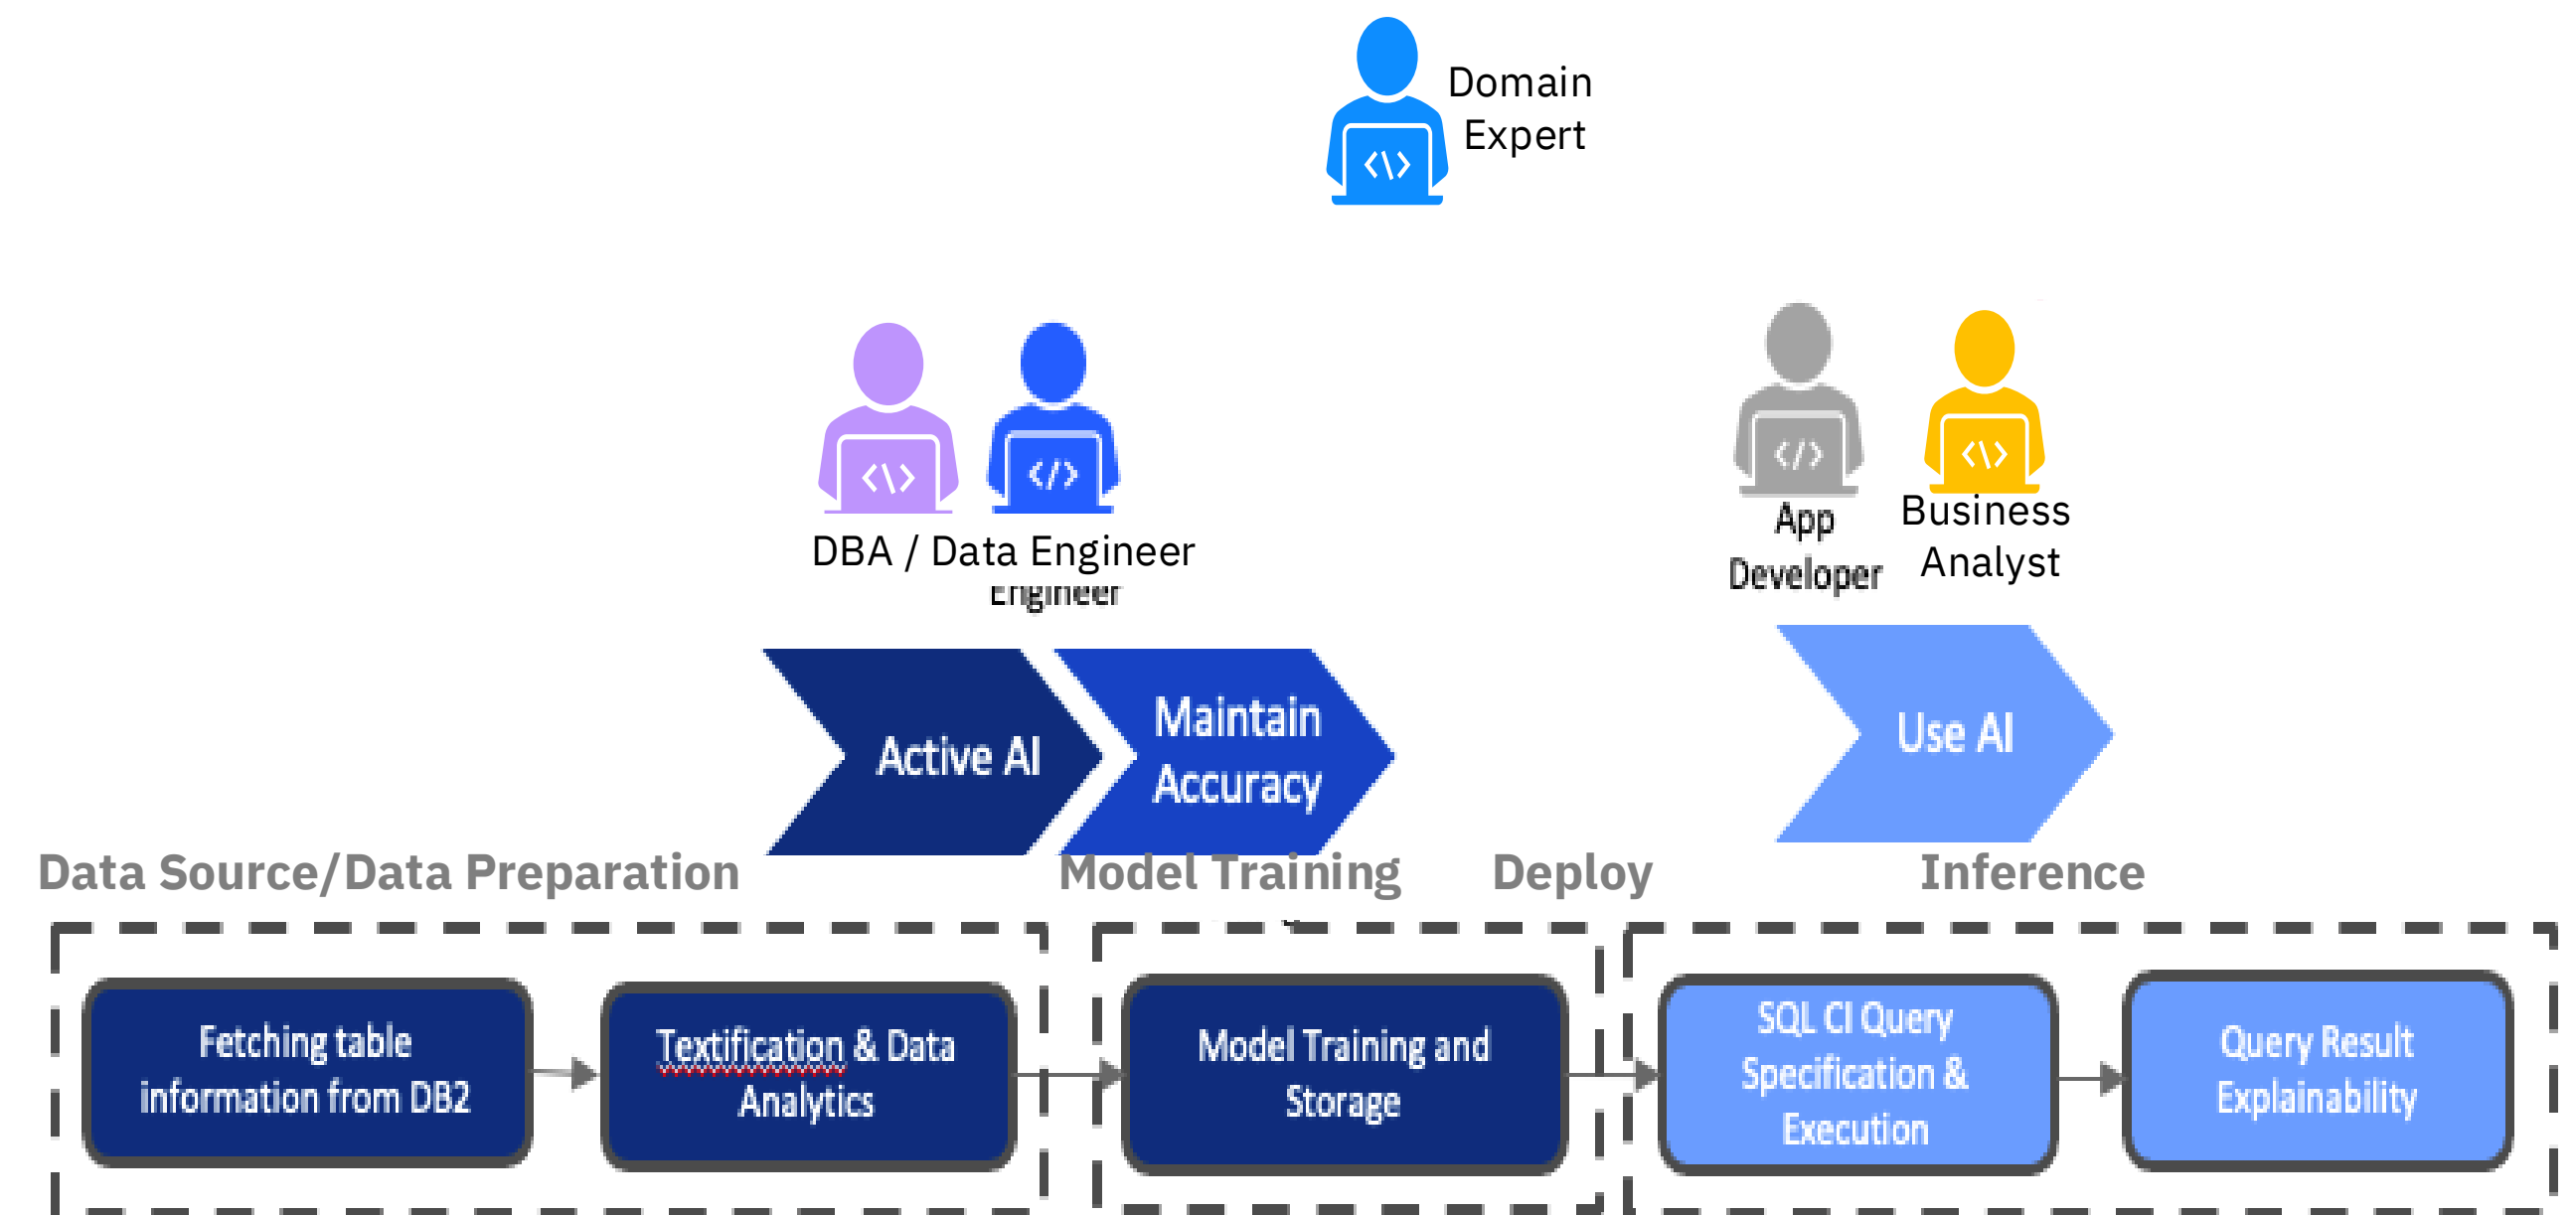 Domain
Expert
DBA / Data Engineer
Engineer
App
Developer
Business
Analyst
Active AI
Maintain
Accuracy
Use AI
Data Source/Data Preparation
Model Training
Deploy
Inference
Fetching table
information from DB2
Textification & Data
Analytics
Model Training and
Storage
SQL CI Query
Specification &
Execution
Query Result
Explainability